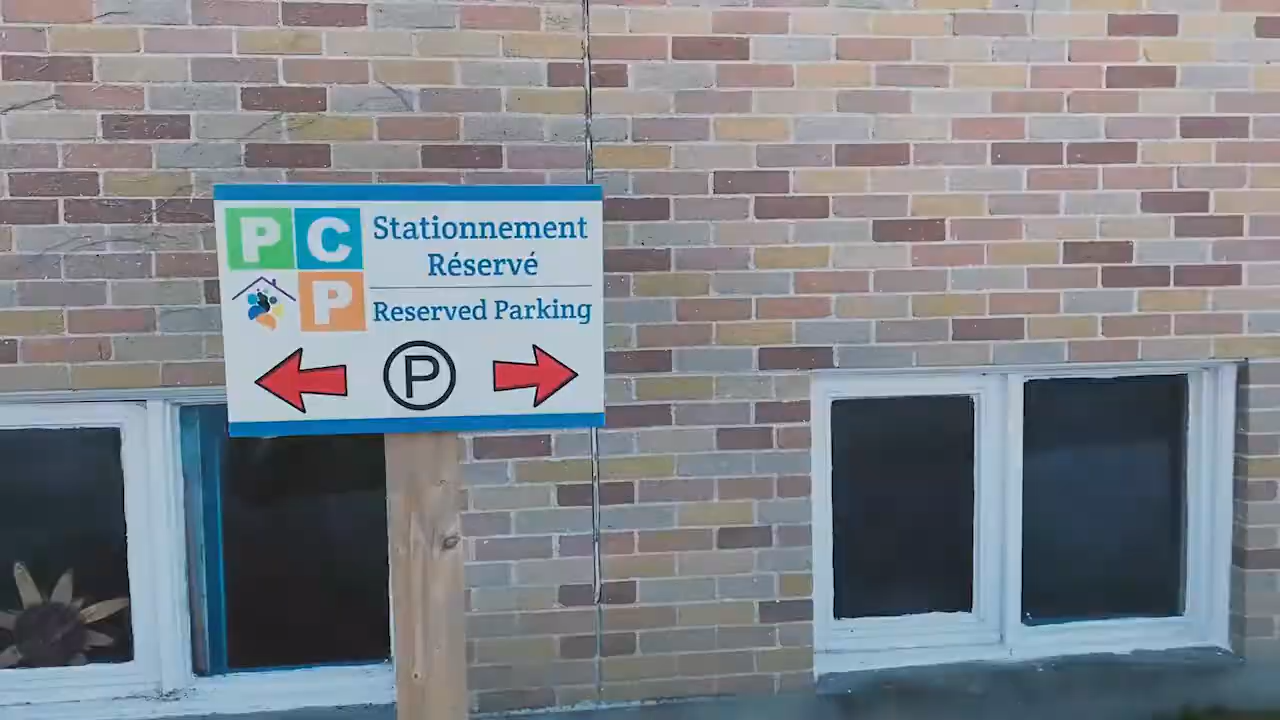 P C
P
Stationnement
Réservé
Reserved Parking
P